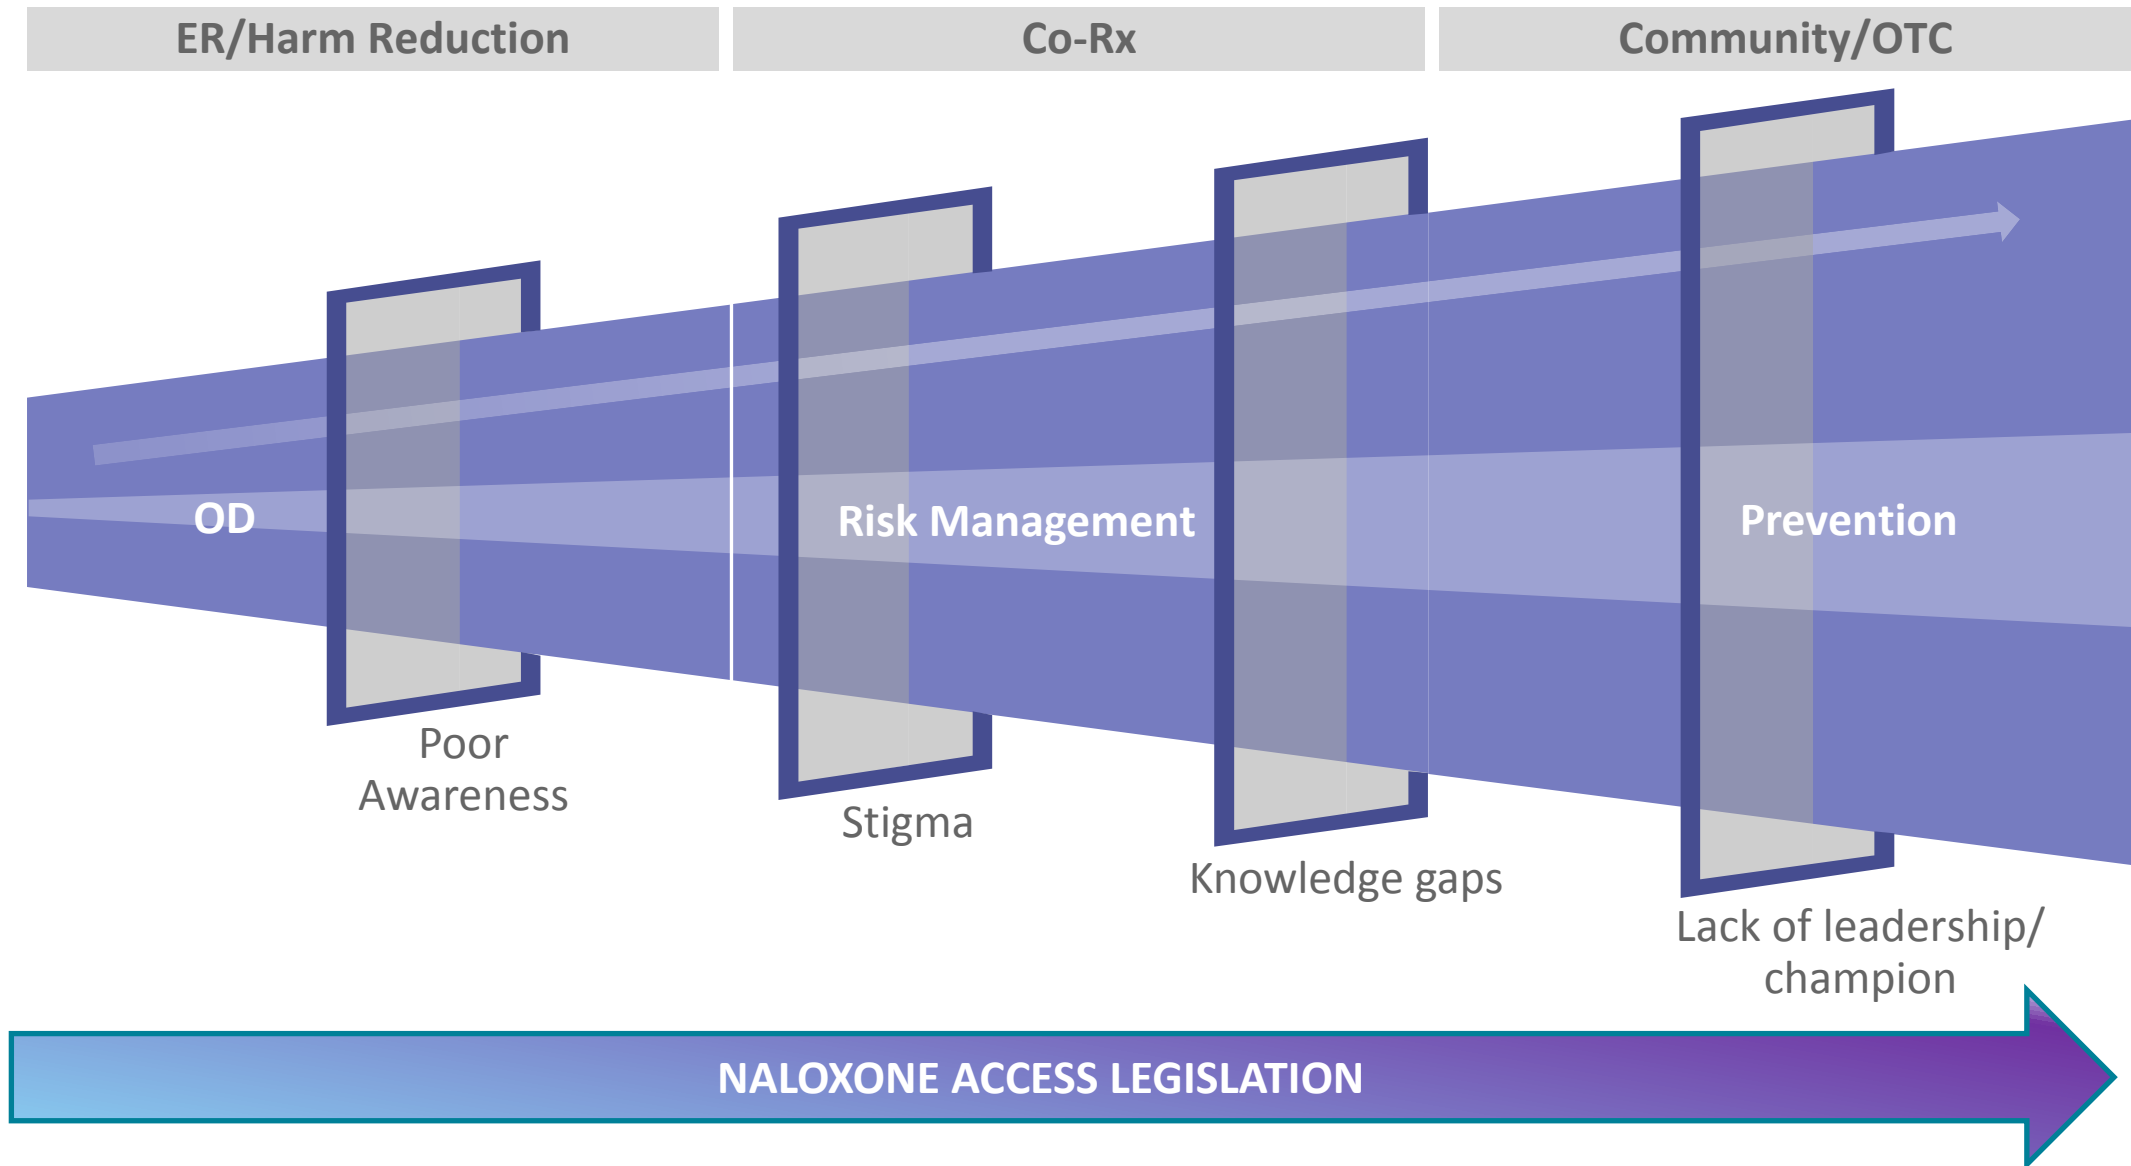 ER/Harm Reduction
Co-Rx
Community/OTC
OD
Risk Management
Prevention
Poor
Awareness
Stigma
Knowledge gaps
Lack of leadership/
champion
NALOXONE ACCESS LEGISLATION